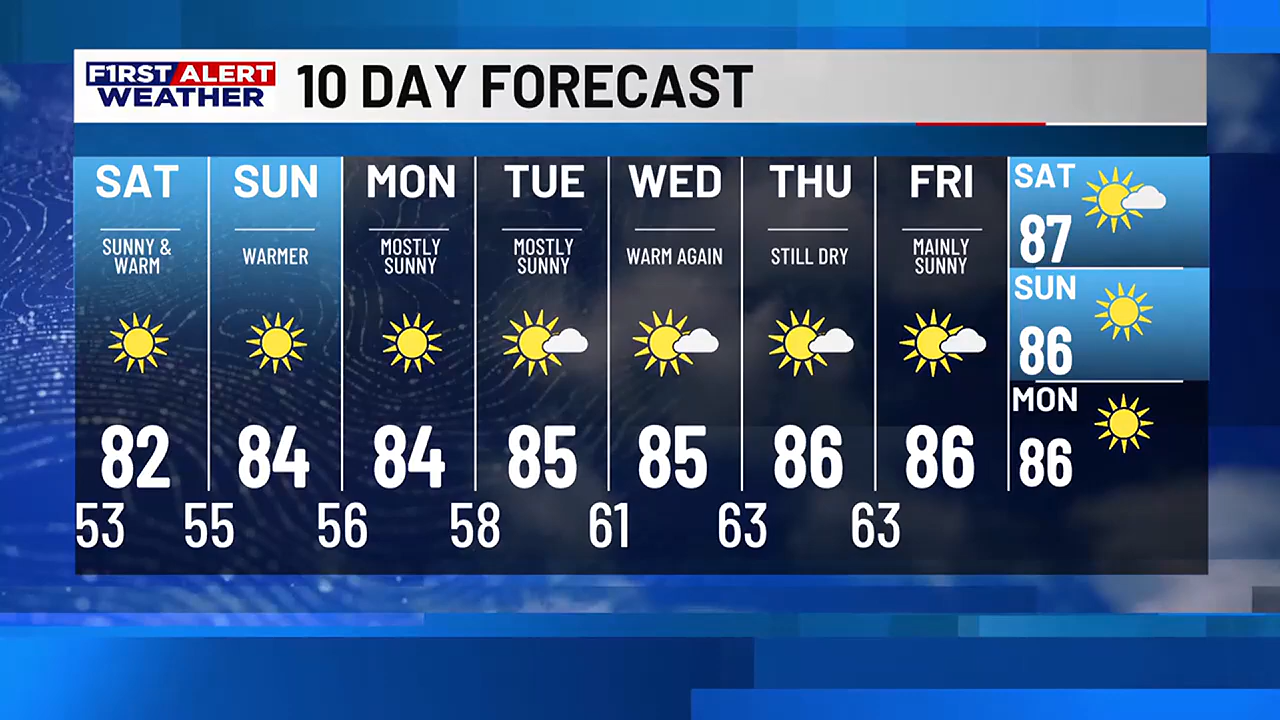 F1RST ALERT
WEATHER
10 DAY FORECAST
SAT
SUNNY &
WARM
82
SUN
WARMER
84
MON
MOSTLY
SUNNY
84
TUE
MOSTLY
SUNNY
85
WED
WARM AGAIN
85
THU
STILL DRY
86
FRI
MAINLY
SUNNY
86
SAT
87
SUN
86
MON
86
53 55 56 58 61 63 63